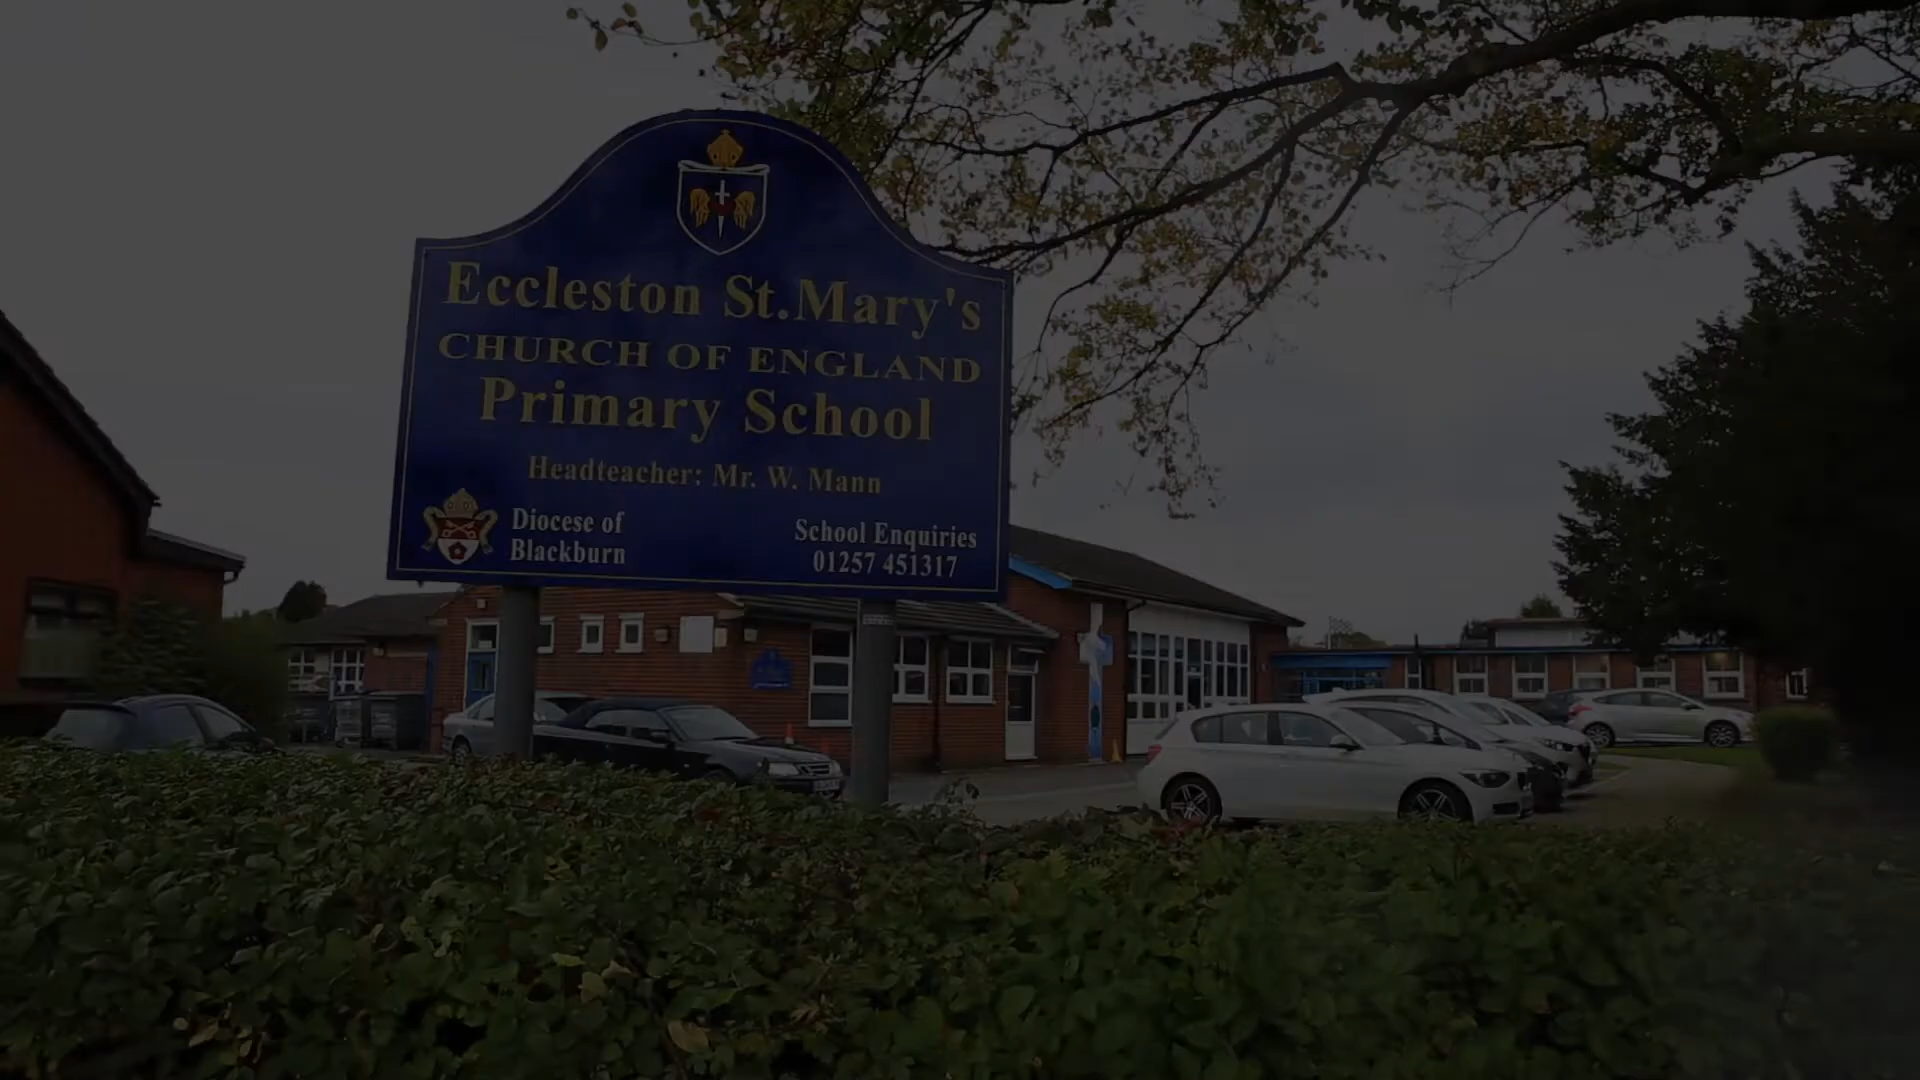 Eccleston St.Mary's
CHURCH OF ENGLAND
Primary School
Headteacher: Mr. W. Mann
Diocese of
Blackburn
School Enquiries
01257 451317